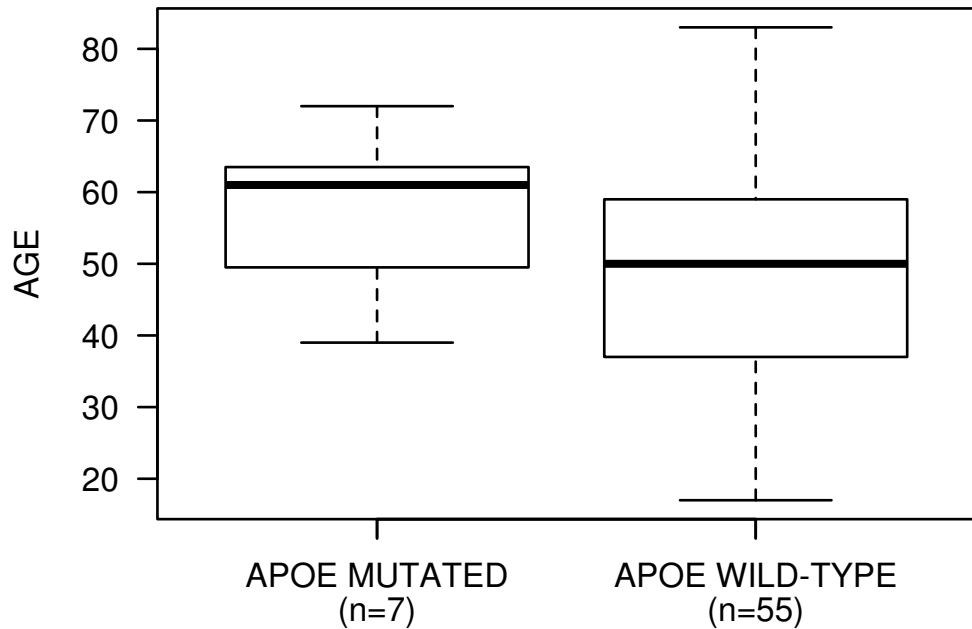 80
70
60
50
40
30
20
AGE
APOE MUTATED
(n=7)
APOE WILD-TYPE
(n=55)